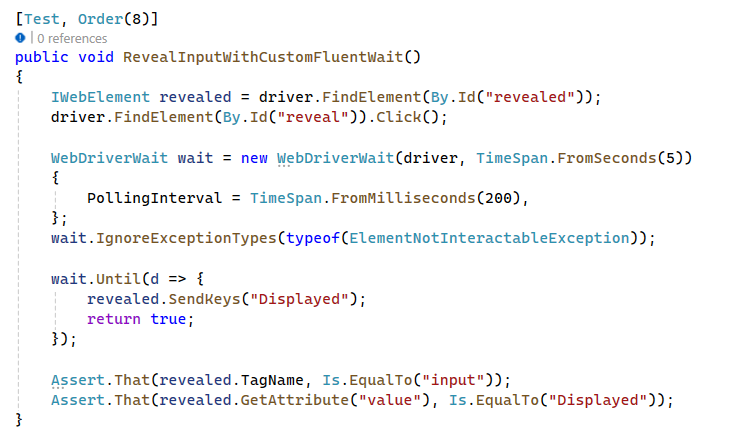 [Test, Order(8)]
| 0 references
public void RevealInputWithCustomFluentWait()
{
    IWebElement revealed = driver.FindElement(By.Id("revealed"));
    driver.FindElement(By.Id("reveal")).Click();

    WebDriverWait wait = new WebDriverWait(driver, TimeSpan.FromSeconds(5))
    {
        PollingInterval = TimeSpan.FromMilliseconds(200),
    };
    wait.IgnoreExceptionTypes(typeof(ElementNotInteractableException));

    wait.Until(d => {
        revealed.SendKeys("Displayed");
        return true;
    });

    Assert.That(revealed.TagName, Is.EqualTo("input"));
    Assert.That(revealed.GetAttribute("value"), Is.EqualTo("Displayed"));
}